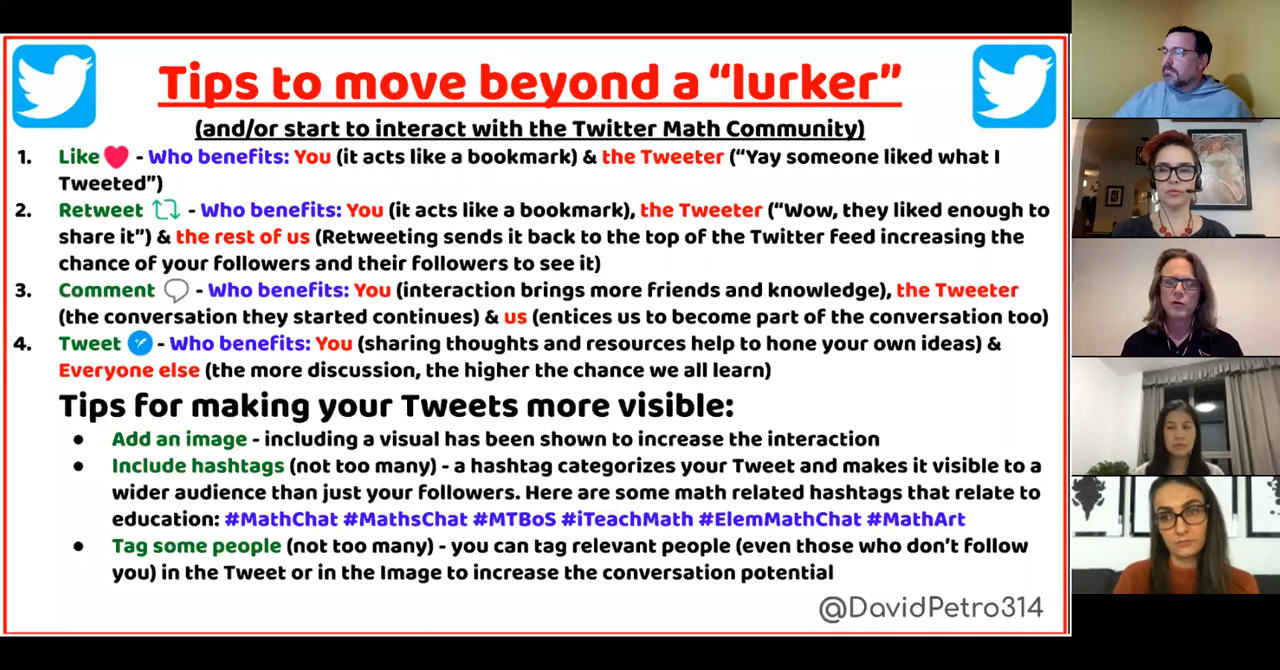 Tips to move beyond a “lurker”
(and/or start to interact with the Twitter Math Community)
1. Like - Who benefits: You (it acts like a bookmark) & the Tweeter (“Yay someone liked what I
Tweeted”)
2. Retweet - Who benefits: You (it acts like a bookmark), the Tweeter (“Wow, they liked enough to
share it”) & the rest of us (Retweeting sends it back to the top of the Twitter feed increasing the
chance of your followers and their followers to see it)
3. Comment - Who benefits: You (interaction brings more friends and knowledge), the Tweeter
(the conversation they started continues) & us (entices us to become part of the conversation too)
4. Tweet - Who benefits: You (sharing thoughts and resources help to hone your own ideas) &
Everyone else (the more discussion, the higher the chance we all learn)
Tips for making your Tweets more visible:
● Add an image - including a visual has been shown to increase the interaction
● Include hashtags (not too many) - a hashtag categorizes your Tweet and makes it visible to a
wider audience than just your followers. Here are some math related hashtags that relate to
education: #MathChat #MathsChat #MTBoS #iTeachMath #ElemMathChat #MathArt
● Tag some people (not too many) - you can tag relevant people (even those who don’t follow
you) in the Tweet or in the Image to increase the conversation potential
@DavidPetro314